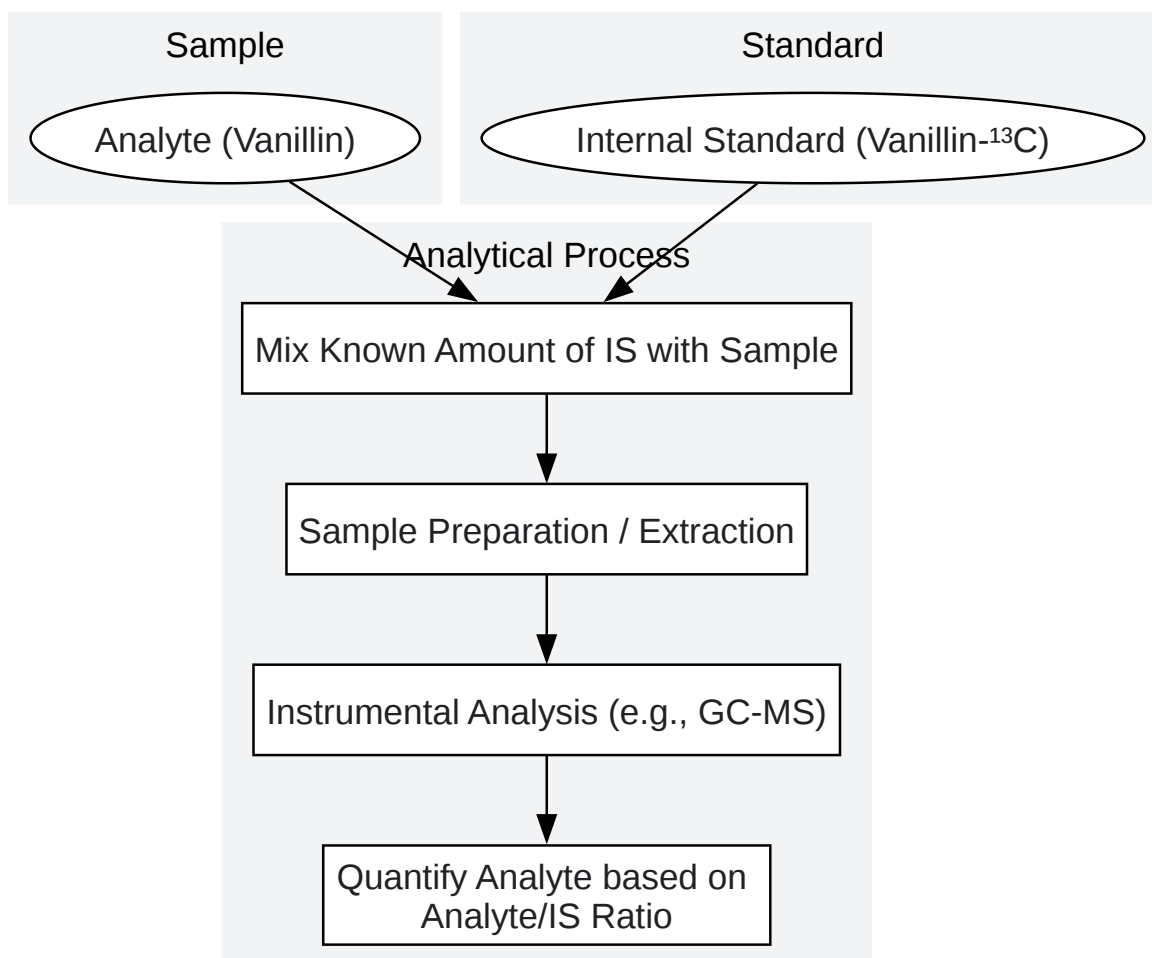 Sample
Standard
Analyte (Vanillin)
Internal Standard (Vanillin-¹³C)
Analytical Process
Mix Known Amount of IS with Sample
Sample Preparation / Extraction
Instrumental Analysis (e.g., GC-MS)
Quantify Analyte based on
Analyte/IS Ratio